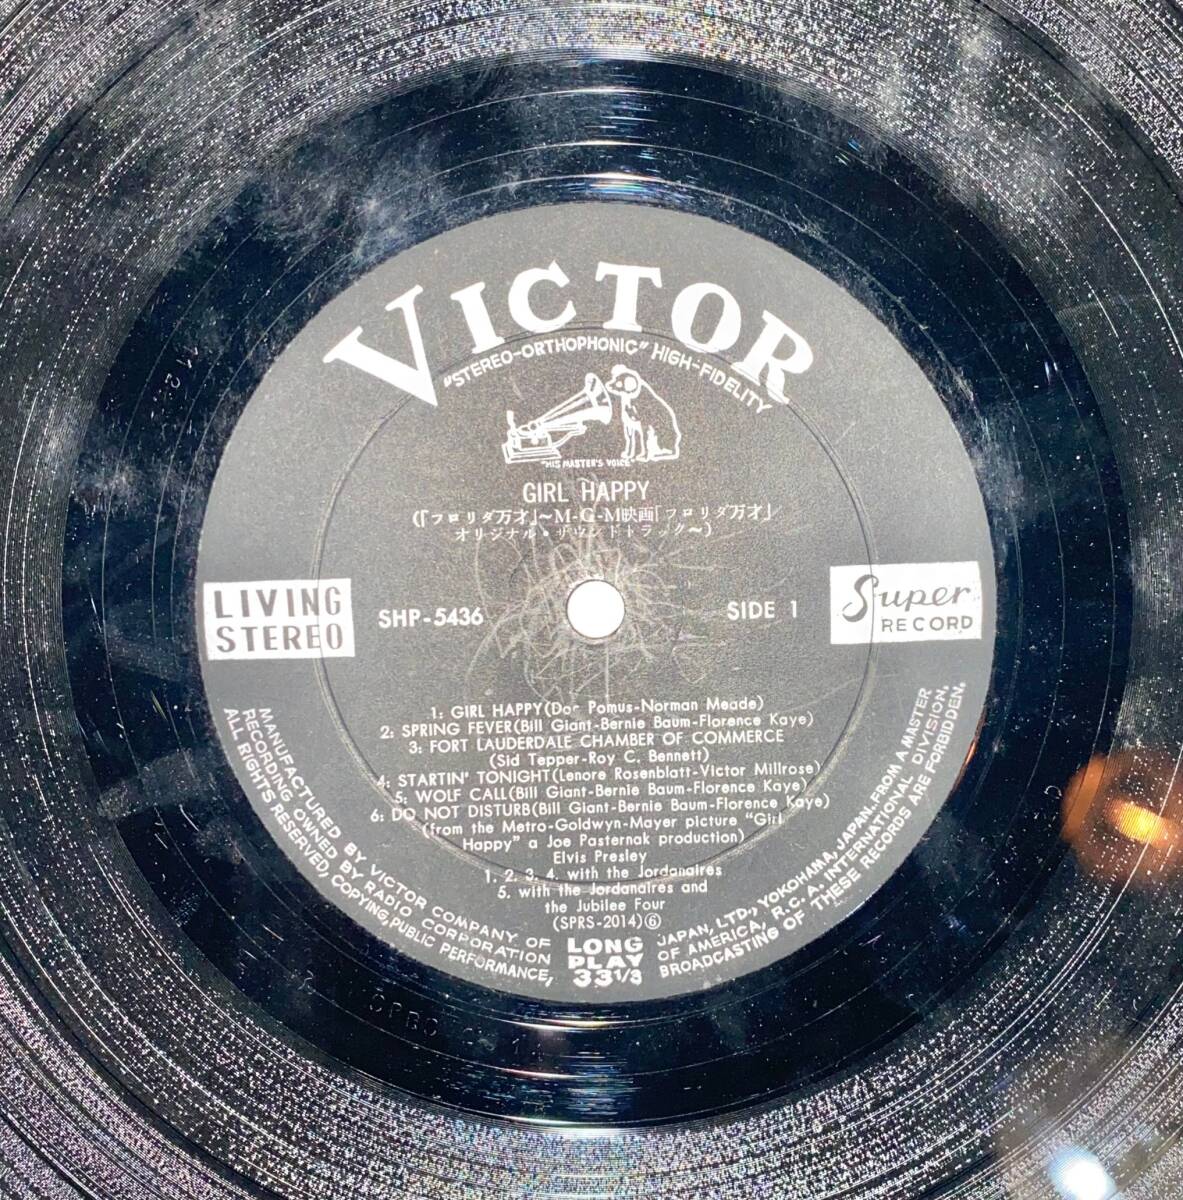 VICTOR
"STEREO-ORTHOPHONIC" HIGH-FIDELITY
"HIS MASTER'S VOICE"
GIRL HAPPY
(「フロリダ万才」~M-G-M映画「フロリダ万才」
オリジナル・サウンドトラック~)
LIVING
STEREO
SHP-5436
SIDE 1
Super
RECORD
1: GIRL HAPPY(Doc Pomus-Norman Meade)
2: SPRING FEVER(Bill Giant-Bernie Baum-Florence Kaye)
3: FORT LAUDERDALE CHAMBER OF COMMERCE
(Sid Tepper-Roy C. Bennett)
4: STARTIN' TONIGHT(Lenore Rosenblatt-Victor Millrose)
5: WOLF CALL(Bill Giant-Bernie Baum-Florence Kaye)
6: DO NOT DISTURB(Bill Giant-Bernie Baum-Florence Kaye)
(from the Metro-Goldwyn-Mayer picture "Girl
Happy" a Joe Pasternak production)
Elvis Presley
1. 2. 3. 4. with the Jordanaires
5. with the Jordanaires and
the Jubilee Four
(SPRS-2014)⑥
LONG
PLAY
33 1/3
MANUFACTURED BY VICTOR COMPANY OF JAPAN, LTD., YOKOHAMA, JAPAN. FROM A MASTER
RECORDING OWNED BY RADIO CORPORATION OF AMERICA, R.C.A. INTERNATIONAL DIVISION.
ALL RIGHTS RESERVED, COPYING, PUBLIC PERFORMANCE, BROADCASTING OF THESE RECORDS ARE FORBIDDEN.